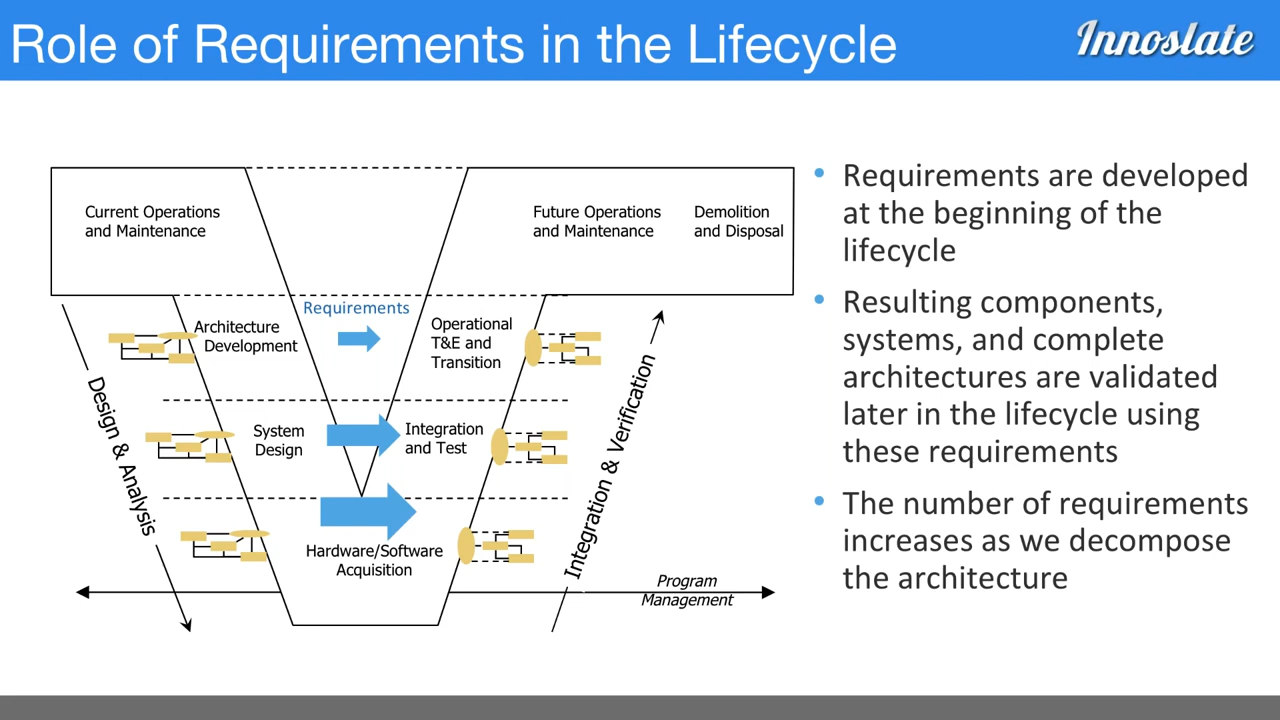 Role of Requirements in the Lifecycle
Innoslate
Current Operations
and Maintenance
Future Operations
and Maintenance
Demolition
and Disposal
Requirements
Architecture
Development
Operational
T&E and
Transition
System
Design
Integration
and Test
Hardware/Software
Acquisition
Design & Analysis
Integration & Verification
Program
Management
• Requirements are developed
at the beginning of the
lifecycle
• Resulting components,
systems, and complete
architectures are validated
later in the lifecycle using
these requirements
• The number of requirements
increases as we decompose
the architecture